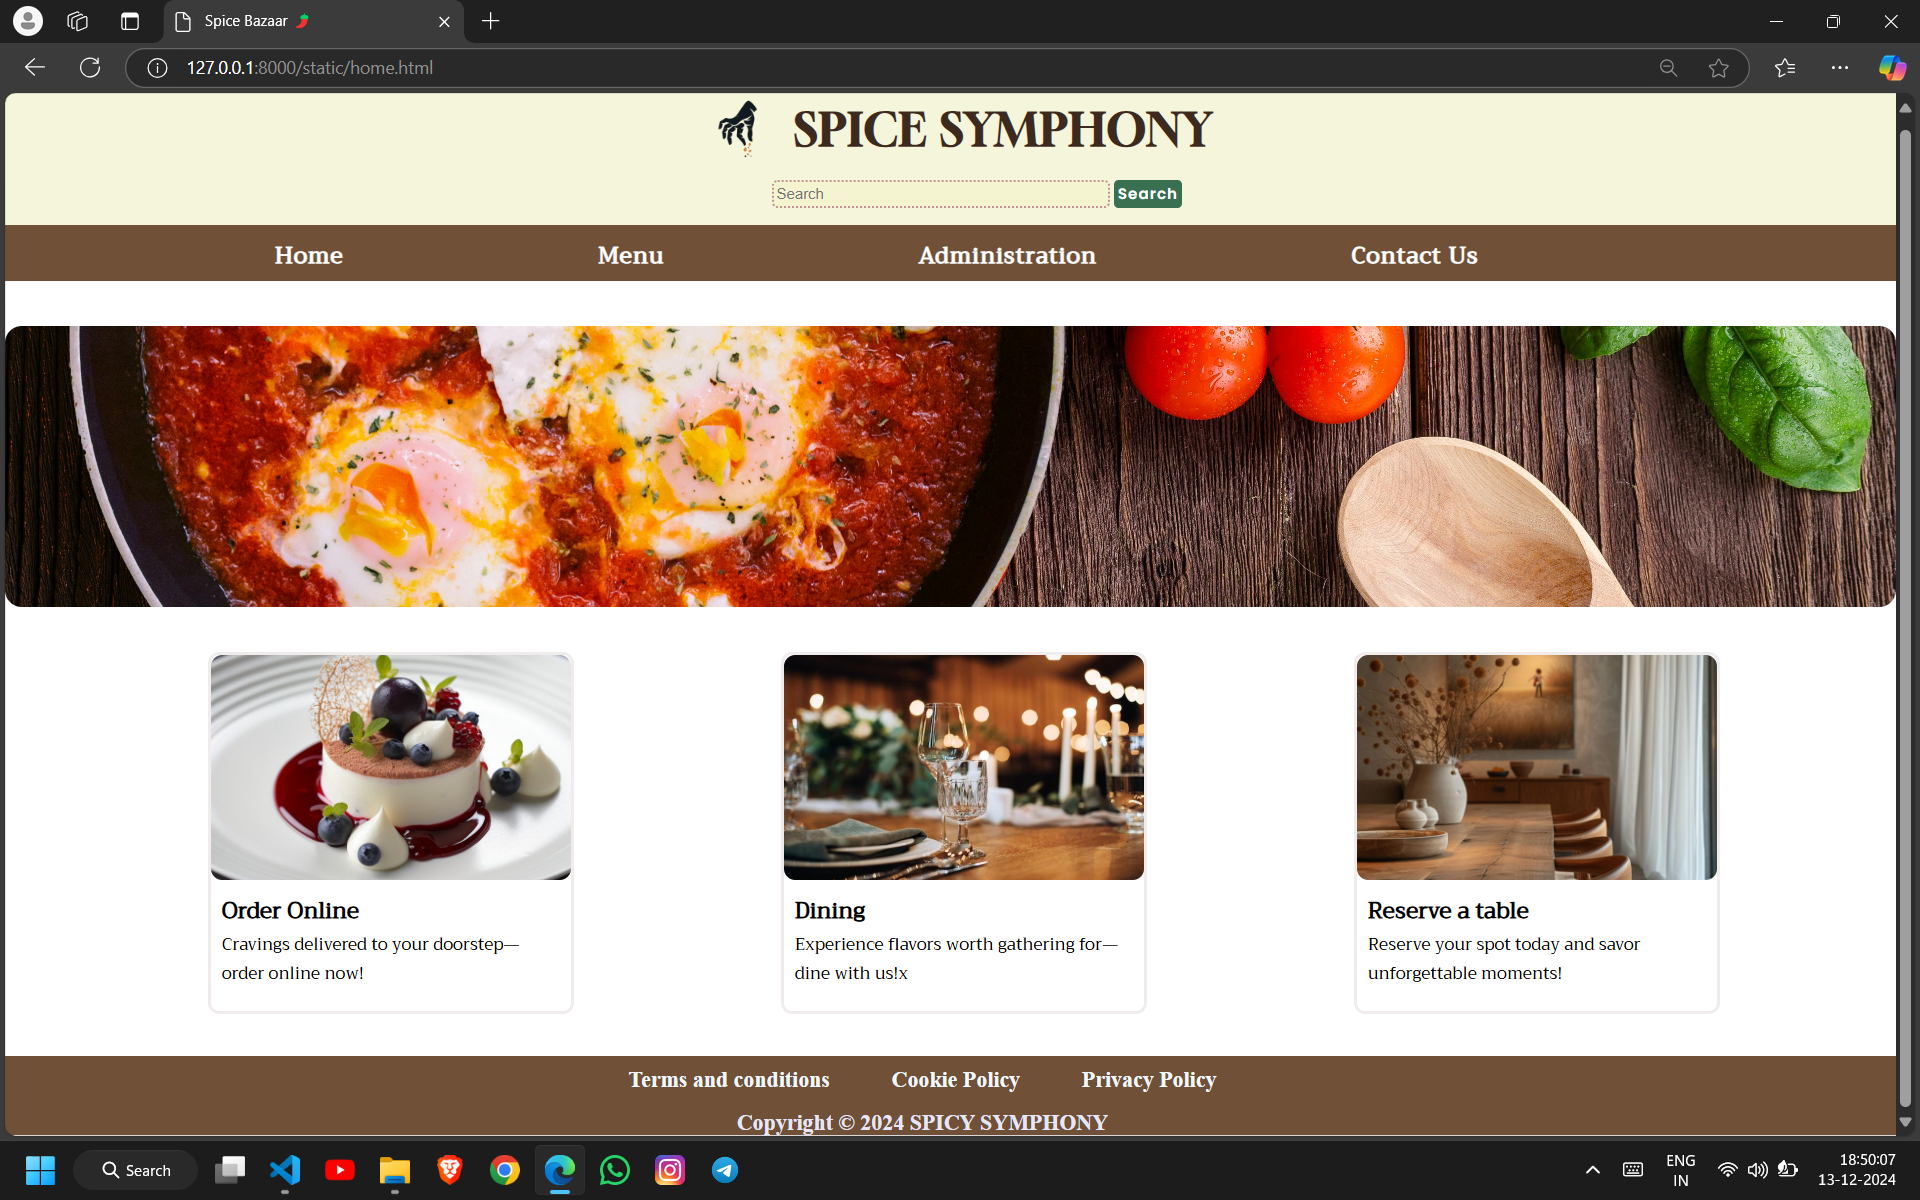 Spice Bazaar
127.0.0.1:8000/static/home.html
SPICE SYMPHONY
Search Search
Home Menu Administration Contact Us
Order Online
Cravings delivered to your doorstep—
order online now!
Dining
Experience flavors worth gathering for—
dine with us!x
Reserve a table
Reserve your spot today and savor
unforgettable moments!
Terms and conditions Cookie Policy Privacy Policy
Copyright © 2024 SPICY SYMPHONY
Search
ENG
IN
18:50:07
13-12-2024